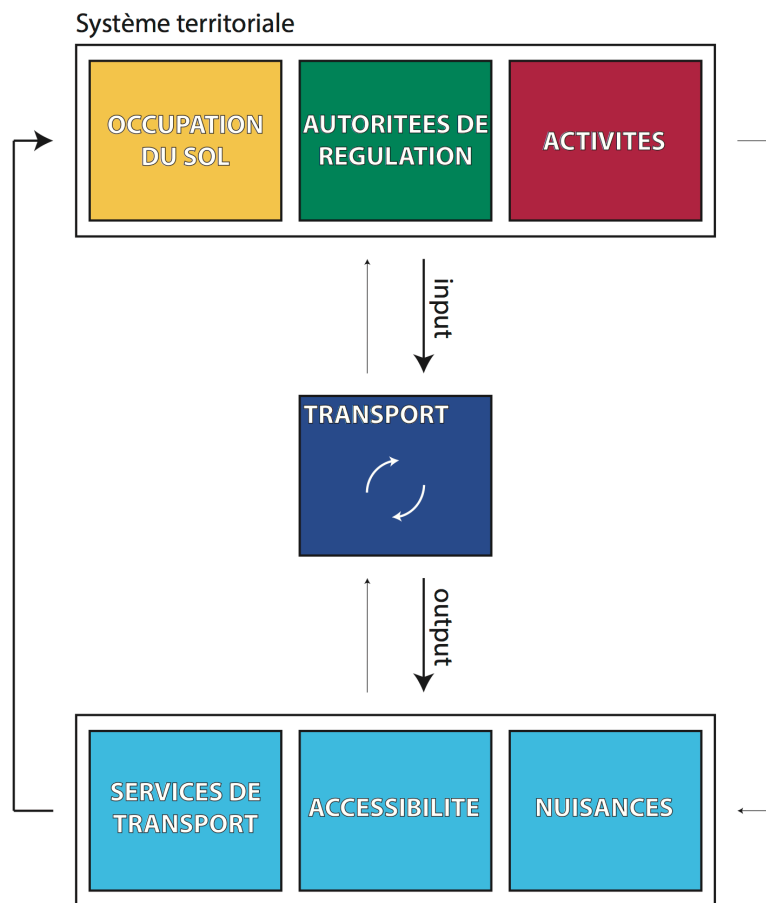 Système territoriale
OCCUPATION
DU SOL
AUTORITEES DE
REGULATION
ACTIVITES
input
TRANSPORT
output
SERVICES DE
TRANSPORT
ACCESSIBILITE
NUISANCES